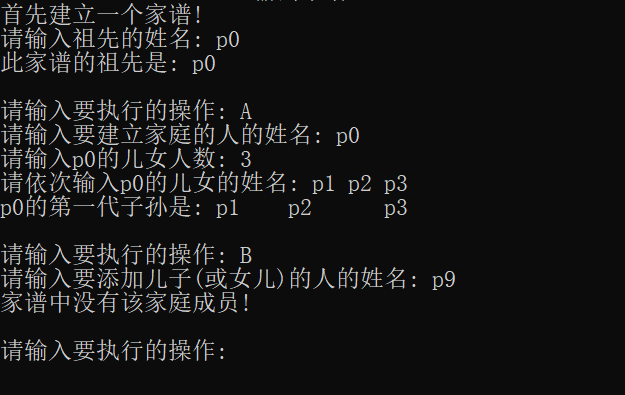 首先建立一个家谱!
请输入祖先的姓名: p0
此家谱的祖先是: p0
请输入要执行的操作: A
请输入要建立家庭的人的姓名: p0
请输入p0的儿女人数: 3
请依次输入p0的儿女的姓名: p1 p2 p3
p0的第一代子孙是: p1    p2      p3
请输入要执行的操作: B
请输入要添加儿子(或女儿)的人的姓名: p9
家谱中没有该家庭成员!
请输入要执行的操作: